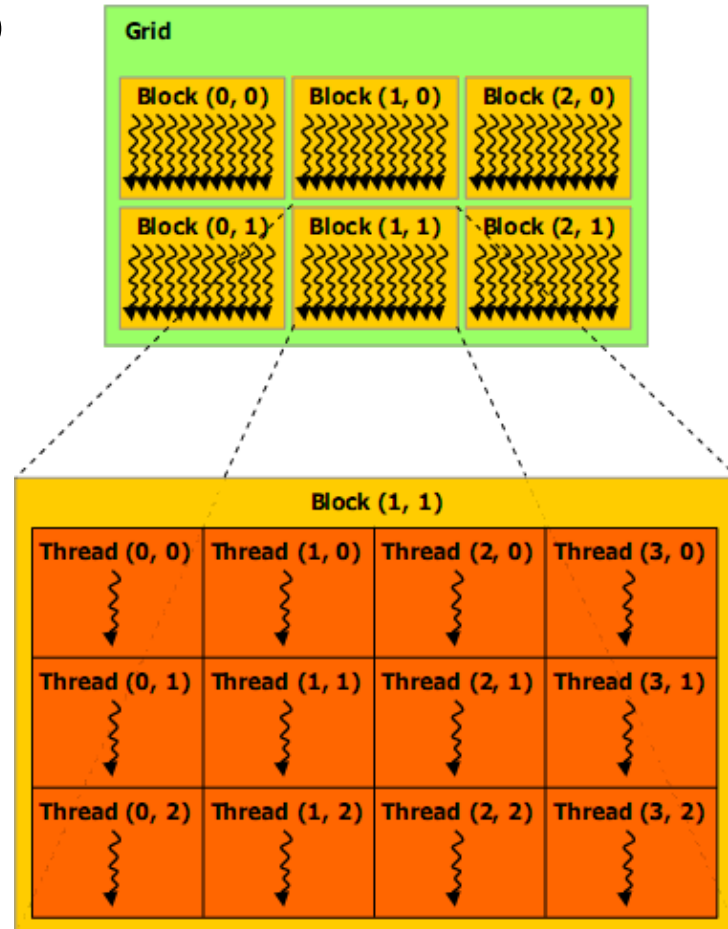 )
Grid
Block (0, 0) Block (1, 0) Block (2, 0)
Block (0, 1) Block (1, 1) Block (2, 1)
Block (1, 1)
Thread (0, 0) Thread (1, 0) Thread (2, 0) Thread (3, 0)
Thread (0, 1) Thread (1, 1) Thread (2, 1) Thread (3, 1)
Thread (0, 2) Thread (1, 2) Thread (2, 2) Thread (3, 2)